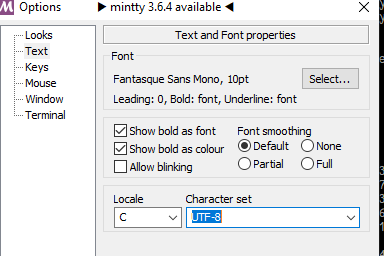 Options ▶ mintty 3.6.4 available ◀
Looks
Text
Keys
Mouse
Window
Terminal
Text and Font properties
Font
Fantasque Sans Mono, 10pt Select...
Leading: 0, Bold: font, Underline: font
Show bold as font
Show bold as colour
Allow blinking
Font smoothing
Default None
Partial Full
Locale Character set
C UTF-8